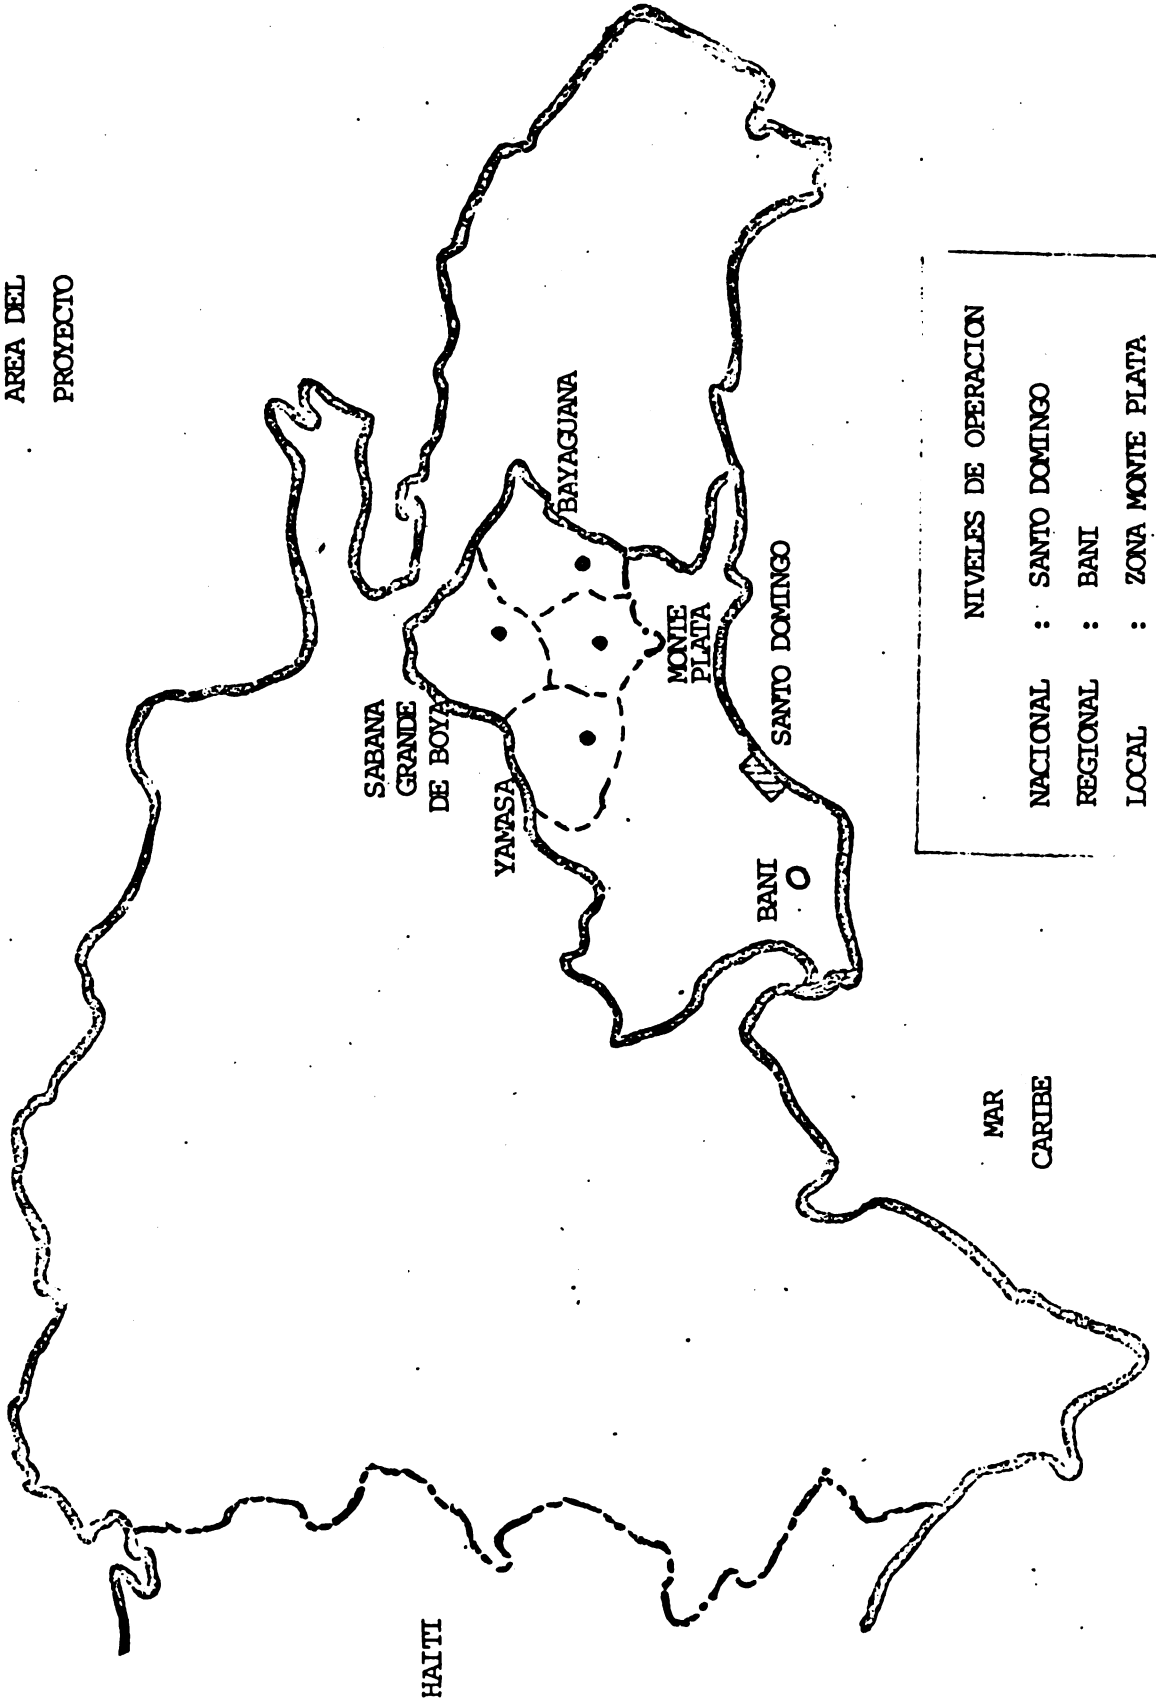 AREA DEL
PROYECTO
HAITI
SABANA
GRANDE
DE BOYA
YAMASA
BAYAGUANA
MONTE
PLATA
SANTO DOMINGO
BANI
MAR
CARIBE
NIVELES DE OPERACION
NACIONAL : SANTO DOMINGO
REGIONAL : BANI
LOCAL : ZONA MONTE PLATA